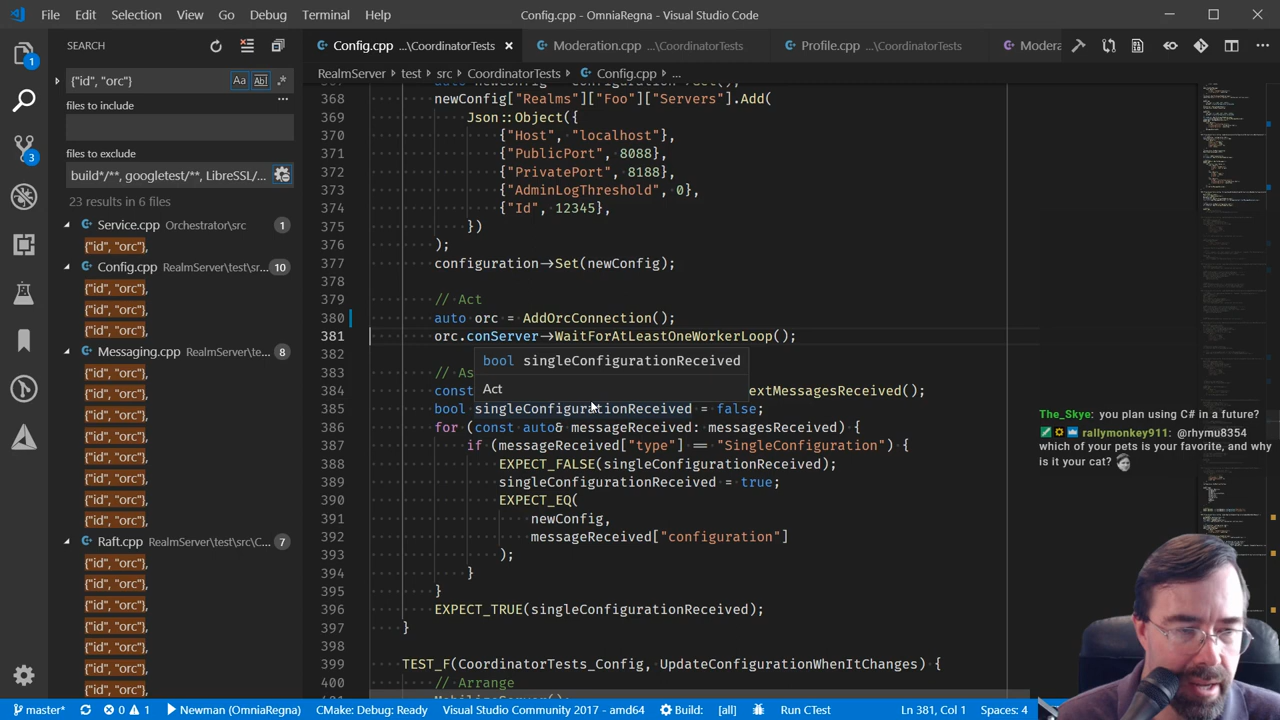 File Edit Selection View Go Debug Terminal Help Config.cpp - OmniaRegna - Visual Studio Code
SEARCH
Config.cpp ...\CoordinatorTests
Moderation.cpp ...\CoordinatorTests
Profile.cpp ...\CoordinatorTests
Modera
RealmServer › test › src › CoordinatorTests › Config.cpp › ...
{"id", "orc"}
Aa Abl .*
files to include
files to exclude
build*/**, googletest/**, LibreSSL/...
23 results in 6 files
Service.cpp Orchestrator\src 1
{"id", "orc"},
Config.cpp RealmServer\test\sr... 10
{"id", "orc"},
{"id", "orc"},
{"id", "orc"},
Messaging.cpp RealmServer\test... 8
{"id", "orc"},
{"id", "orc"},
{"id", "orc"},
{"id", "orc"},
{"id", "orc"},
{"id", "orc"},
{"id", "orc"},
{"id", "orc"},
Raft.cpp RealmServer\test\src\C... 7
{"id", "orc"},
{"id", "orc"},
{"id", "orc"},
{"id", "orc"},
{"id", "orc"},
{"id", "orc"},
{"id", "orc"},
368 newConfig["Realms"]["Foo"]["Servers"].Add(
369 Json::Object({
370 {"Host", "localhost"},
371 {"PublicPort", 8088},
372 {"PrivatePort", 8188},
373 {"AdminLogThreshold", 0},
374 {"Id", 12345},
375 })
376 );
377 configuration->Set(newConfig);
378
379 // Act
380 auto orc = AddOrcConnection();
381 orc.conServer->WaitForAtLeastOneWorkerLoop();
382
bool singleConfigurationReceived
383 // As
Act
384 const extMessagesReceived();
385 bool singleConfigurationReceived = false;
386 for (const auto& messageReceived: messagesReceived) {
387 if (messageReceived["type"] == "SingleConfiguration") {
388 EXPECT_FALSE(singleConfigurationReceived);
389 singleConfigurationReceived = true;
390 EXPECT_EQ(
391 newConfig,
392 messageReceived["configuration"]
393 );
394 }
395 }
396 EXPECT_TRUE(singleConfigurationReceived);
397 }
398
399 TEST_F(CoordinatorTests_Config, UpdateConfigurationWhenItChanges) {
400 // Arrange
The_Skye: you plan using C# in a future?
rallymonkey911: @rhymu8354
which of your pets is your favorite, and why
is it your cat?
1
3
master* 0 1 Newman (OmniaRegna) CMake: Debug: Ready Visual Studio Community 2017 - amd64 Build: [all] Run CTest Ln 381, Col 1 Spaces: 4